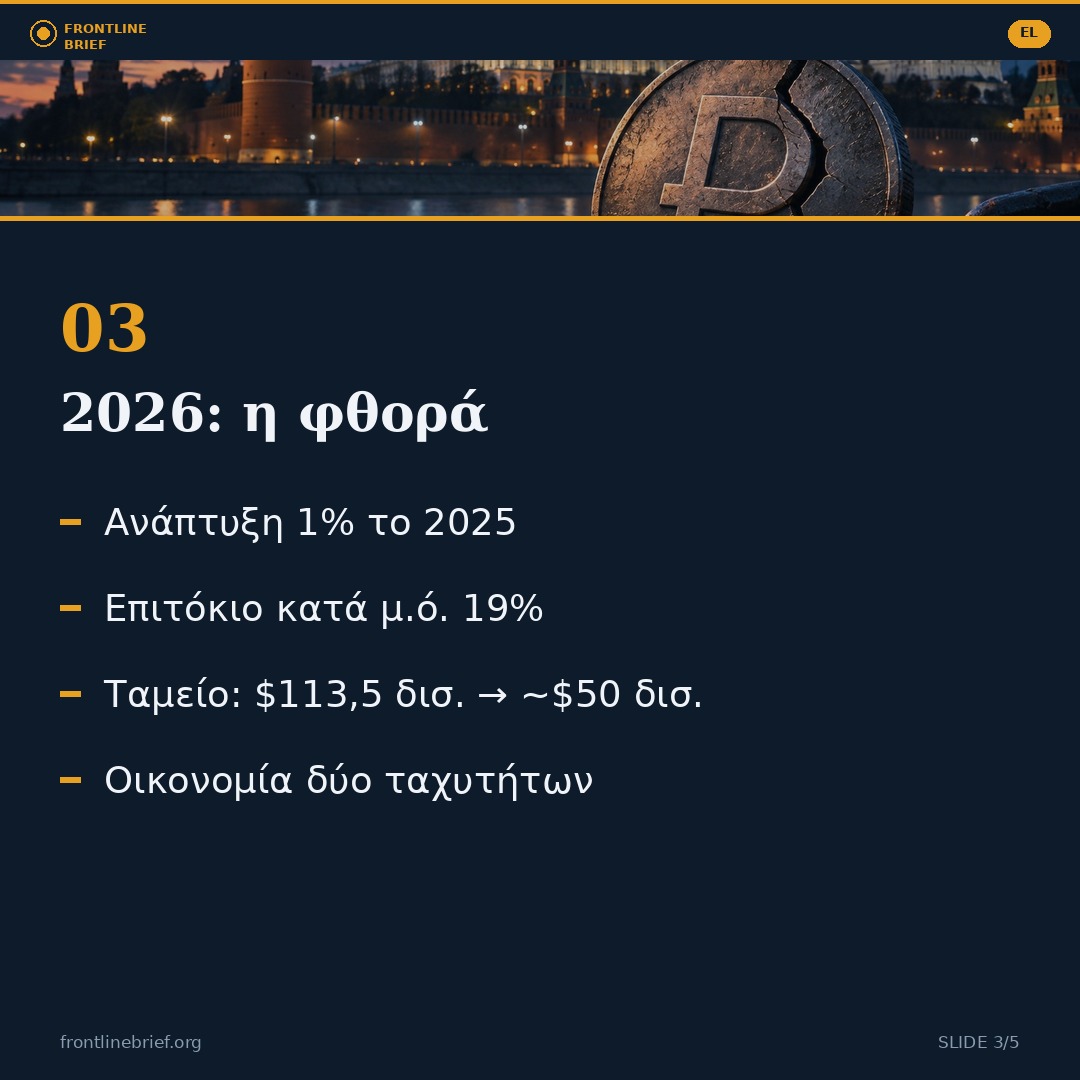 FRONTLINE
BRIEF
EL
03
2026: η φθορά
Ανάπτυξη 1% το 2025
Επιτόκιο κατά μ.ό. 19%
Ταμείο: $113,5 δισ. → ~$50 δισ.
Οικονομία δύο ταχυτήτων
frontlinebrief.org
SLIDE 3/5